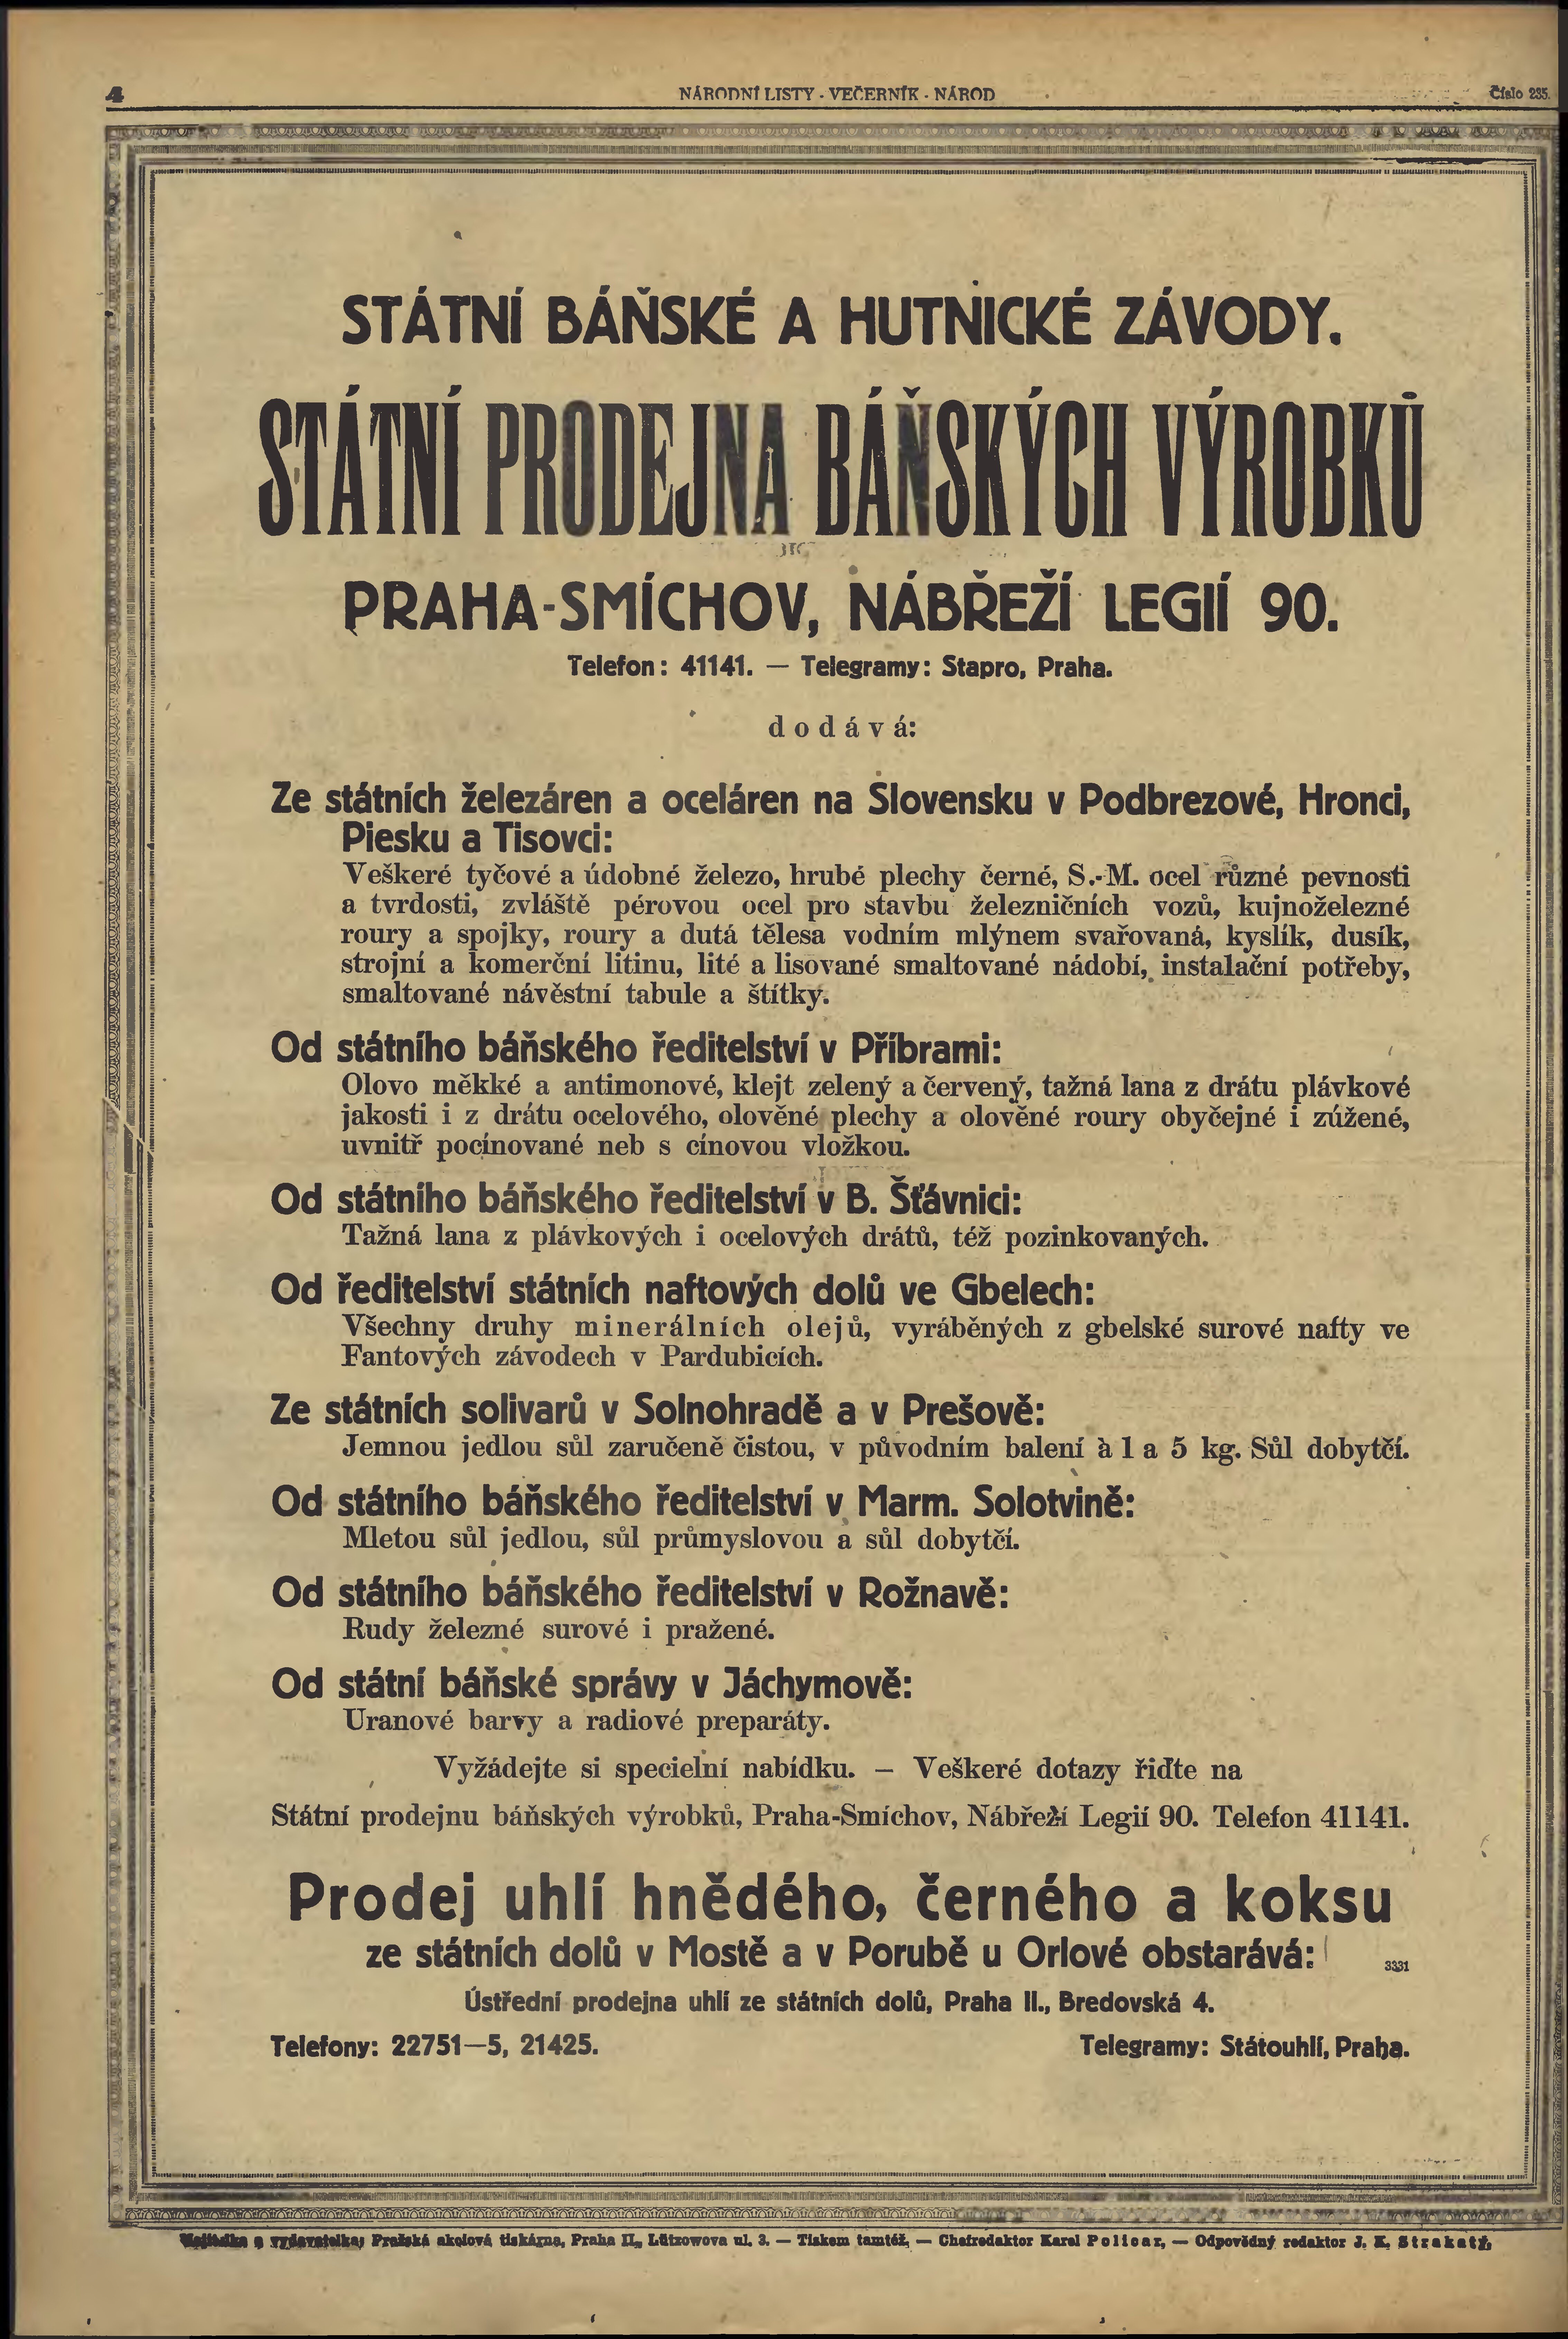 4
NÁRODNÍ LISTY - VEČERNÍK - NÁROD
Číslo 235.
STÁTNÍ BÁŇSKÉ A HUTNICKÉ ZÁVODY.
STÁTNÍ PRODEJNA BÁŇSKÝCH VÝROBKŮ
PRAHA-SMÍCHOV, NÁBŘEŽÍ LEGIÍ 90.
Telefon: 41141. — Telegramy: Stapro, Praha.
dodává:
Ze státních železáren a oceláren na Slovensku v Podbrezové, Hronci,
Piesku a Tisovci:
Veškeré tyčové a údobné železo, hrubé plechy černé, S.-M. ocel různé pevnosti
a tvrdosti, zvláště pérovou ocel pro stavbu železničních vozů, kujnoželezné
roury a spojky, roury a dutá tělesa vodním mlýnem svařovaná, kyslík, dusík,
strojní a komerční litinu, lité a lisované smaltované nádobí, instalační potřeby,
smaltované návěstní tabule a štítky.
Od státního báňského ředitelství v Příbrami:
Olovo měkké a antimonové, klejt zelený a červený, tažná lana z drátu plávkové
jakosti i z drátu ocelového, olověné plechy a olověné roury obyčejné i zúžené,
uvnitř pocínované neb s cínovou vložkou.
Od státního báňského ředitelství v B. Šťávnici:
Tažná lana z plávkových i ocelových drátů, též pozinkovaných.
Od ředitelství státních naftových dolů ve Gbelech:
Všechny druhy minerálních olejů, vyráběných z gbelské surové nafty ve
Fantových závodech v Pardubicích.
Ze státních solivarů v Solnohradě a v Prešově:
Jemnou jedlou sůl zaručeně čistou, v původním balení à 1 a 5 kg. Sůl dobytčí.
Od státního báňského ředitelství v Marm. Solotvině:
Mletou sůl jedlou, sůl průmyslovou a sůl dobytčí.
Od státního báňského ředitelství v Rožnavě:
Rudy železné surové i pražené.
Od státní báňské správy v Jáchymově:
Uranové barvy a radiové preparáty.
Vyžádejte si specielní nabídku. — Veškeré dotazy řiďte na
Státní prodejnu báňských výrobků, Praha-Smíchov, Nábřeží Legií 90. Telefon 41141.
Prodej uhlí hnědého, černého a koksu
ze státních dolů v Mostě a v Porubě u Orlové obstarává:
3331
Ústřední prodejna uhlí ze státních dolů, Praha II., Bredovská 4.
Telefony: 22751—5, 21425.
Telegramy: Státouhlí, Praha.
Majitelka a vydavatelka: Pražská akciová tiskárna, Praha II., Lützowova ul. 3. — Tiskem tamtéž. — Chefredaktor Karel Policar, — Odpovědný redaktor J. K. Strakatý.